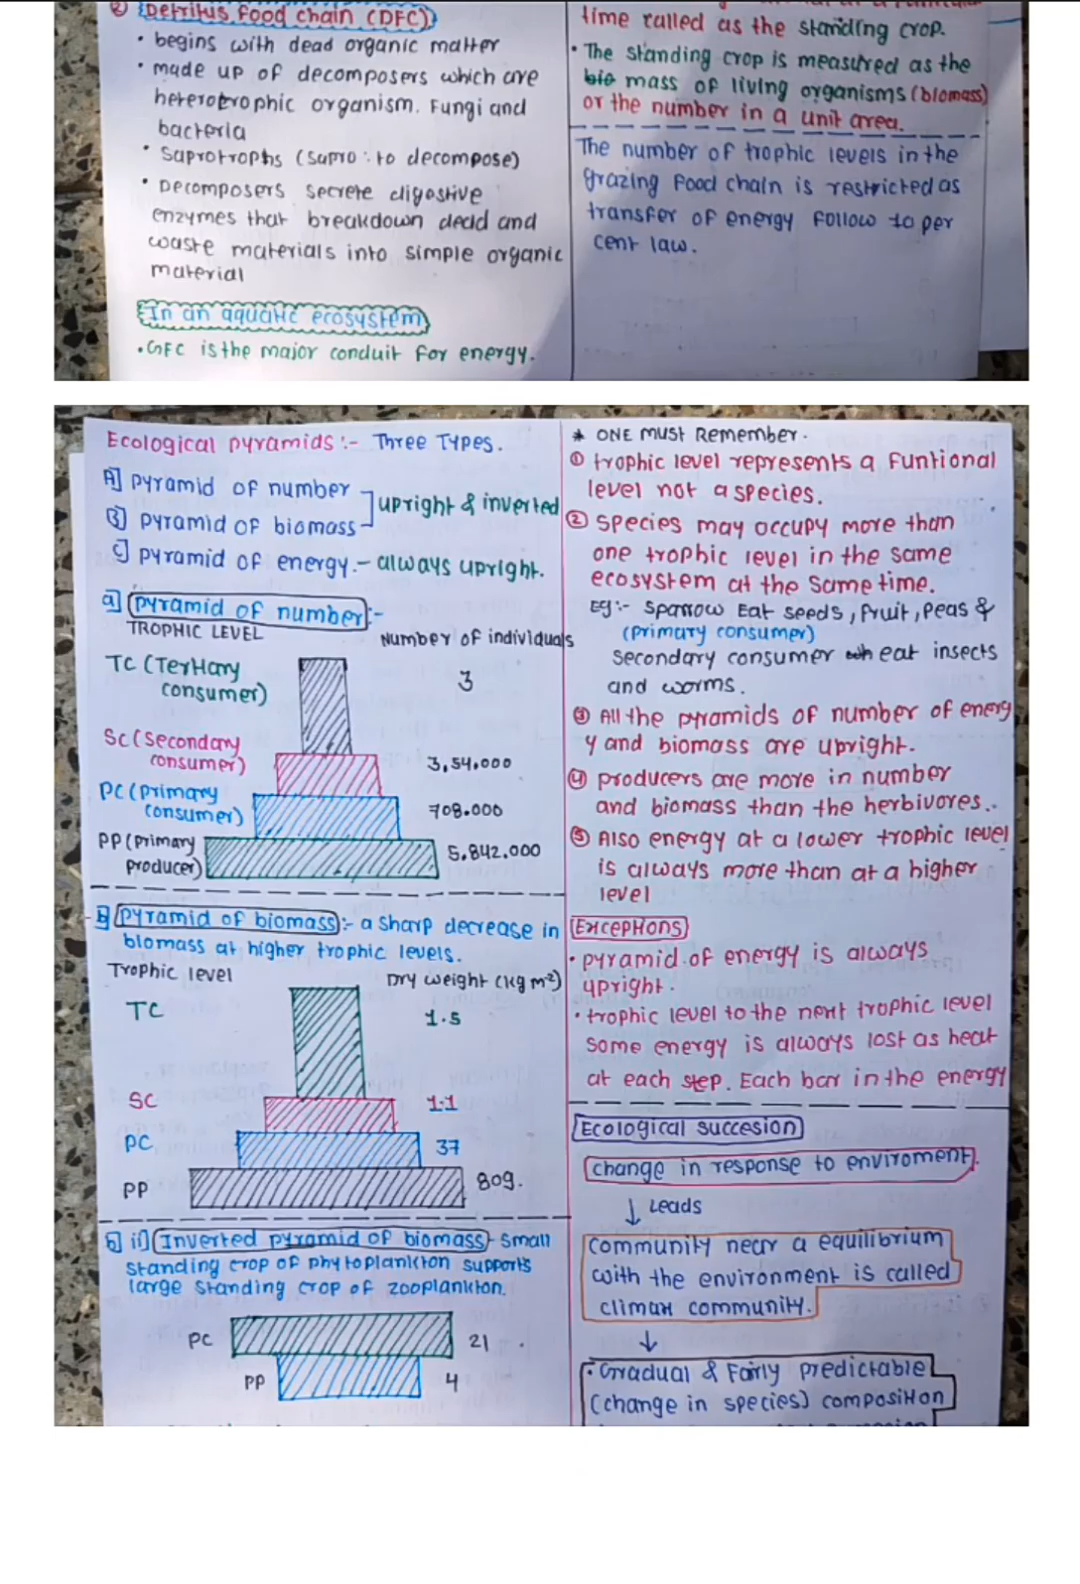 ② Detritus Food chain (DFC)
• begins with dead organic matter
• made up of decomposers which are
heterotrophic organism. Fungi and
bacteria
• Saprotrophs (sapro: to decompose)
• Decomposers secrete digestive
enzymes that breakdown dead and
waste materials into simple organic
material
In an aquatic ecosystem
• GFC is the major conduit for energy.
time called as the standing crop.
• The standing crop is measured as the
mass of living organisms (biomass)
or the number in a unit area.
The number of trophic levels in the
grazing food chain is restricted as
transfer of energy follow 10 per
cent law.
Ecological pyramids :- Three Types.
A] pyramid of number
B] pyramid of biomass
upright & inverted
C] pyramid of energy. - always upright.
a] pyramid of number :-
TROPHIC LEVEL
Number of individuals
TC (Tertiary
consumer)
3
SC (Secondary
consumer)
3,54,000
PC (Primary
consumer)
708.000
PP (Primary
producer)
5,842.000
B] pyramid of biomass :- a sharp decrease in
biomass at higher trophic levels.
Trophic level
Dry weight (kg m²)
TC
1.5
SC
1.1
PC
37
PP
809.
b] i) Inverted pyramid of biomass - small
standing crop of phytoplankton supports
large standing crop of zooplankton.
PC
21
PP
4
* ONE must Remember.
① trophic level represents a funtional
level not a species.
② species may occupy more than
one trophic level in the same
ecosystem at the same time.
Eg:- sparrow Eat seeds, fruit, peas &
(primary consumer)
secondary consumer eat insects
and worms.
③ All the pyramids of number of energ
y and biomass are upright.
④ producers are more in number
and biomass than the herbivores..
⑤ Also energy at a lower trophic level
is always more than at a higher
level
Exceptions
• pyramid of energy is always
upright.
• trophic level to the next trophic level
some energy is always lost as heat
at each step. Each bar in the energy
Ecological succesion
change in response to enviroment.
↓ Leads
community near a equilibrium
with the environment is called
climax community.
↓
• Gradual & Fairly predictable
(change in species) composition